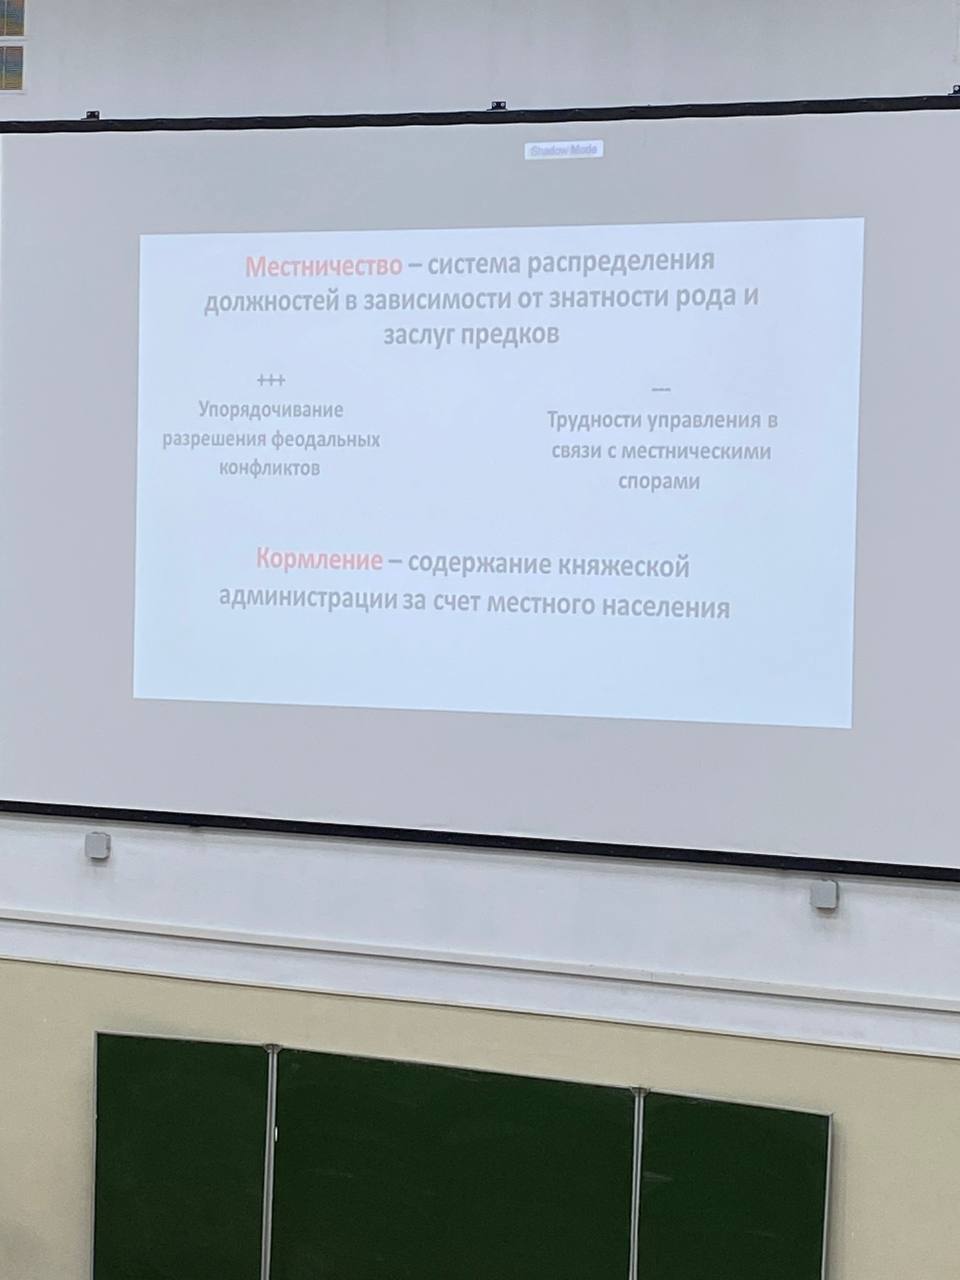 Shadow Mode
Местничество – система распределения
должностей в зависимости от знатности рода и
заслуг предков
+++
Упорядочивание
разрешения феодальных
конфликтов
---
Трудности управления в
связи с местническими
спорами
Кормление – содержание княжеской
администрации за счет местного населения